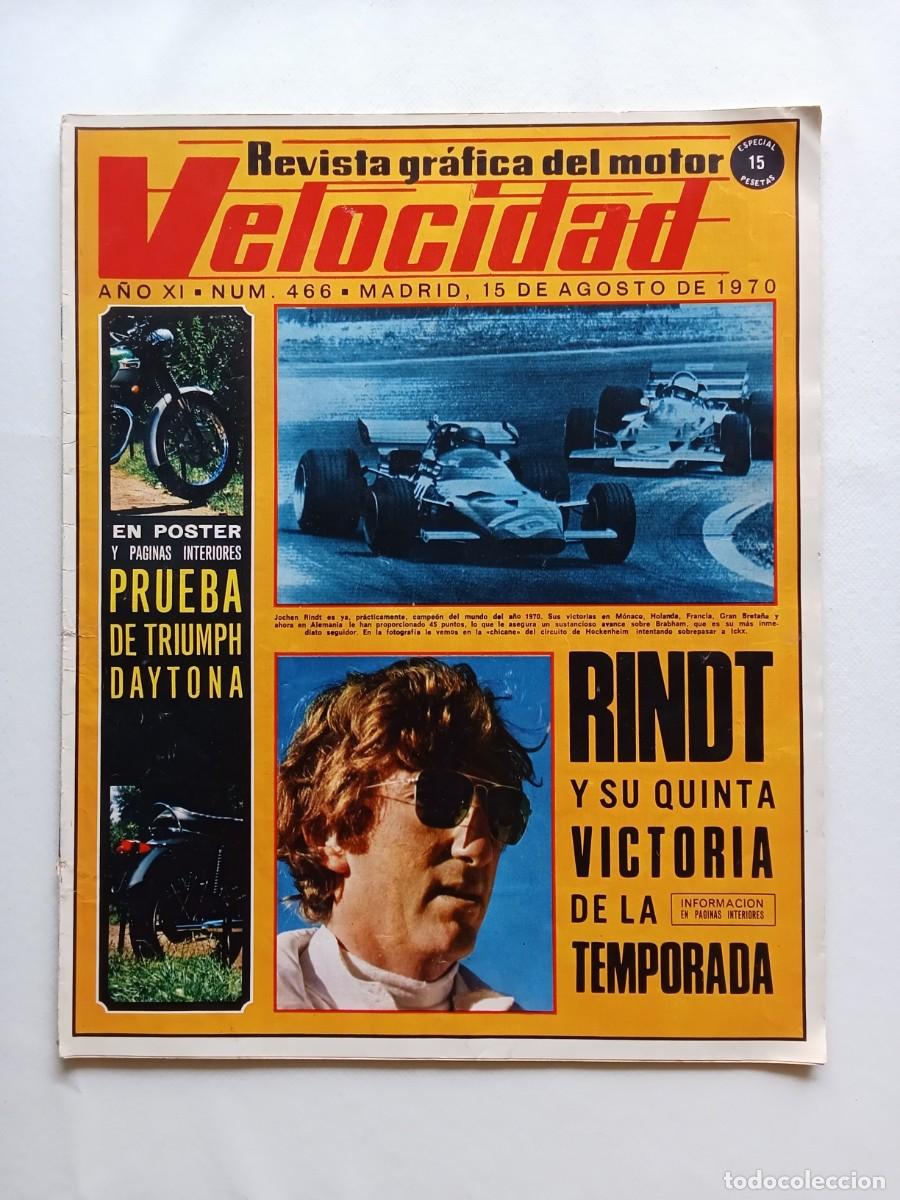 Revista gráfica del motor
ESPECIAL
15
PESETAS
Velocidad
AÑO XI ▪ NUM. 466 ▪ MADRID, 15 DE AGOSTO DE 1970
EN POSTER
Y PAGINAS INTERIORES
PRUEBA
DE TRIUMPH
DAYTONA
Jochen Rindt es ya, prácticamente, campeón del mundo del año 1970. Sus victorias en Mónaco, Holanda, Francia, Gran Bretaña y
ahora en Alemania le han proporcionado 45 puntos, lo que le asegura un sustancioso avance sobre Brabham, que es su más inme-
diato seguidor. En la fotografía le vemos en la «chicane» del circuito de Hockenheim intentando sobrepasar a Ickx.
RINDT
Y SU QUINTA
VICTORIA
DE LA
INFORMACION
EN PAGINAS INTERIORES
TEMPORADA
todocoleccion